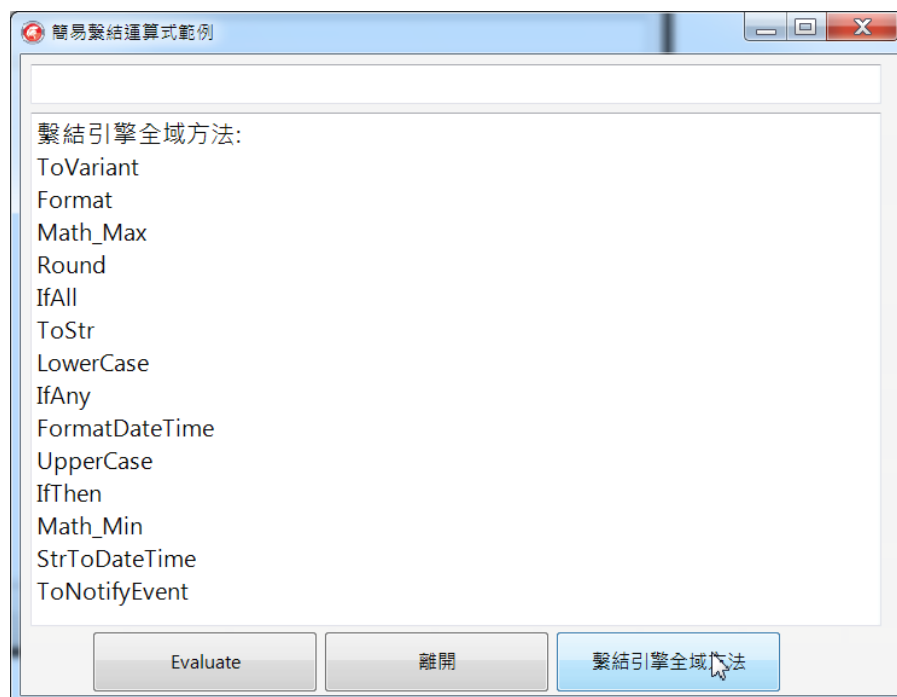 簡易繫結運算式範例
繫結引擎全域方法:
ToVariant
Format
Math_Max
Round
IfAll
ToStr
LowerCase
IfAny
FormatDateTime
UpperCase
IfThen
Math_Min
StrToDateTime
ToNotifyEvent
Evaluate
離開
繫結引擎全域方法